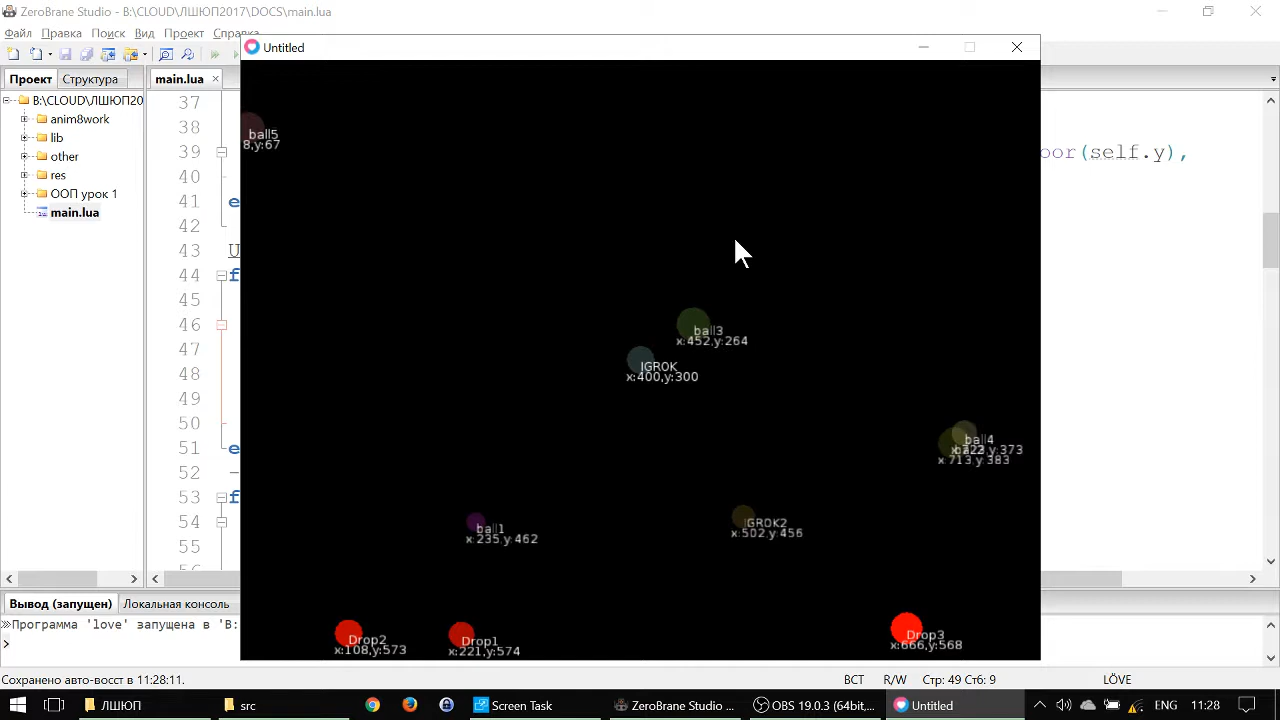 ZeroBrane Studio - B:\CLOUD\ЛШЮП2017\DOCS\main.lua
Файл Правка Поиск Вид Проект Справка
Untitled
Проект Структура
main.lua
B:\CLOUD\ЛШЮП20
anim8work
lib
other
res
ООП урок 1
main.lua
37
38
39 oor(self.y),
40
41 e
42
43 U
44 f
45
46
47
48
49
50
51 e
52 -
53 f
54
55
ball5
8,y:67
ball3
x:452,y:264
IGROK
x:400,y:300
ball4
x:713,y:383
IGROK2
x:502,y:456
ball1
x:235,y:462
Drop2
x:108,y:573
Drop1
x:221,y:574
Drop3
x:666,y:568
Вывод (запущен) Локальная консоль
Программа 'love' запущена в 'B:
Сохранено авто-восст в 11:28:11.
ВСТ R/W Стр: 49 Стб: 9 LÖVE
ЛШЮП
src
Screen Task
ZeroBrane Studio ...
OBS 19.0.3 (64bit,...
Untitled
ENG 11:28